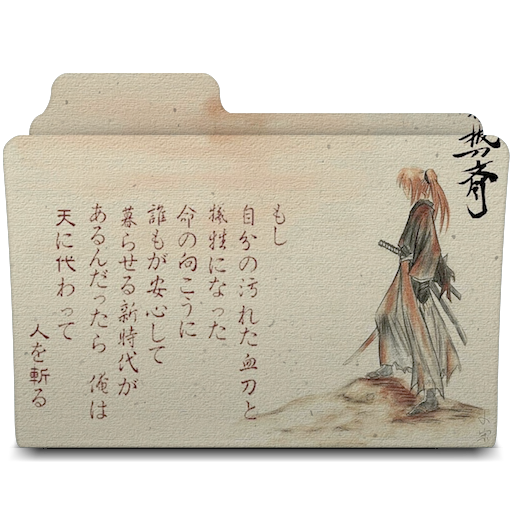 もし
自分の汚れた血刀と
犠牲になった
命の向こうに
誰もが安心して
暮らせる新時代が
あるんだったら 俺は
天に代わって
人を斬る
抜刀斎